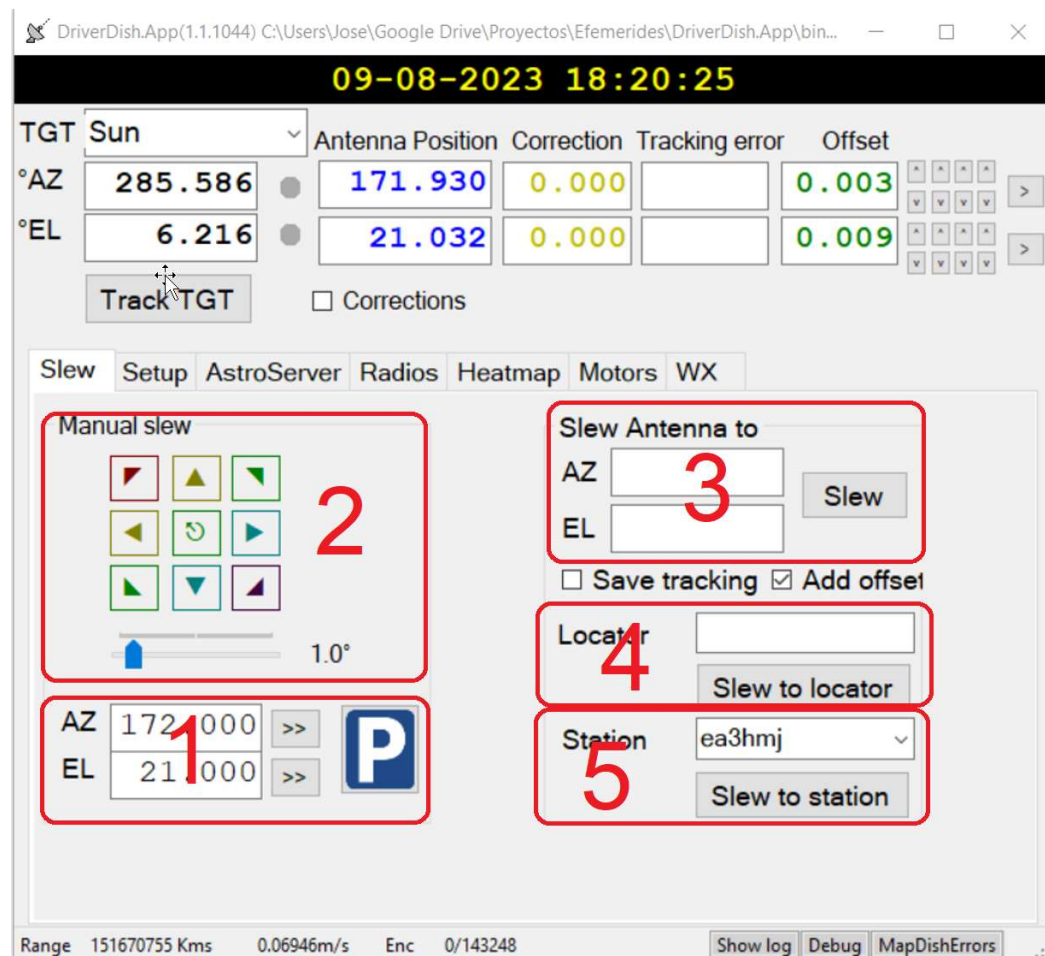 DriverDish.App(1.1.1044) C:\Users\Jose\Google Drive\Proyectos\Efemerides\DriverDish.App\bin...
09-08-2023 18:20:25
TGT Sun Antenna Position Correction Tracking error Offset
°AZ 285.586 171.930 0.000 0.003 >
°EL 6.216 21.032 0.000 0.009 >
Track TGT Corrections
Slew Setup AstroServer Radios Heatmap Motors WX
Manual slew
2
1.0°
AZ 172.000 >>
EL 21.000 >>
P
1
Slew Antenna to
AZ
EL
Slew
3
Save tracking Add offset
Locator
Slew to locator
4
Station ea3hmj
Slew to station
5
Range 151670755 Kms 0.06946m/s Enc 0/143248 Show log Debug MapDishErrors